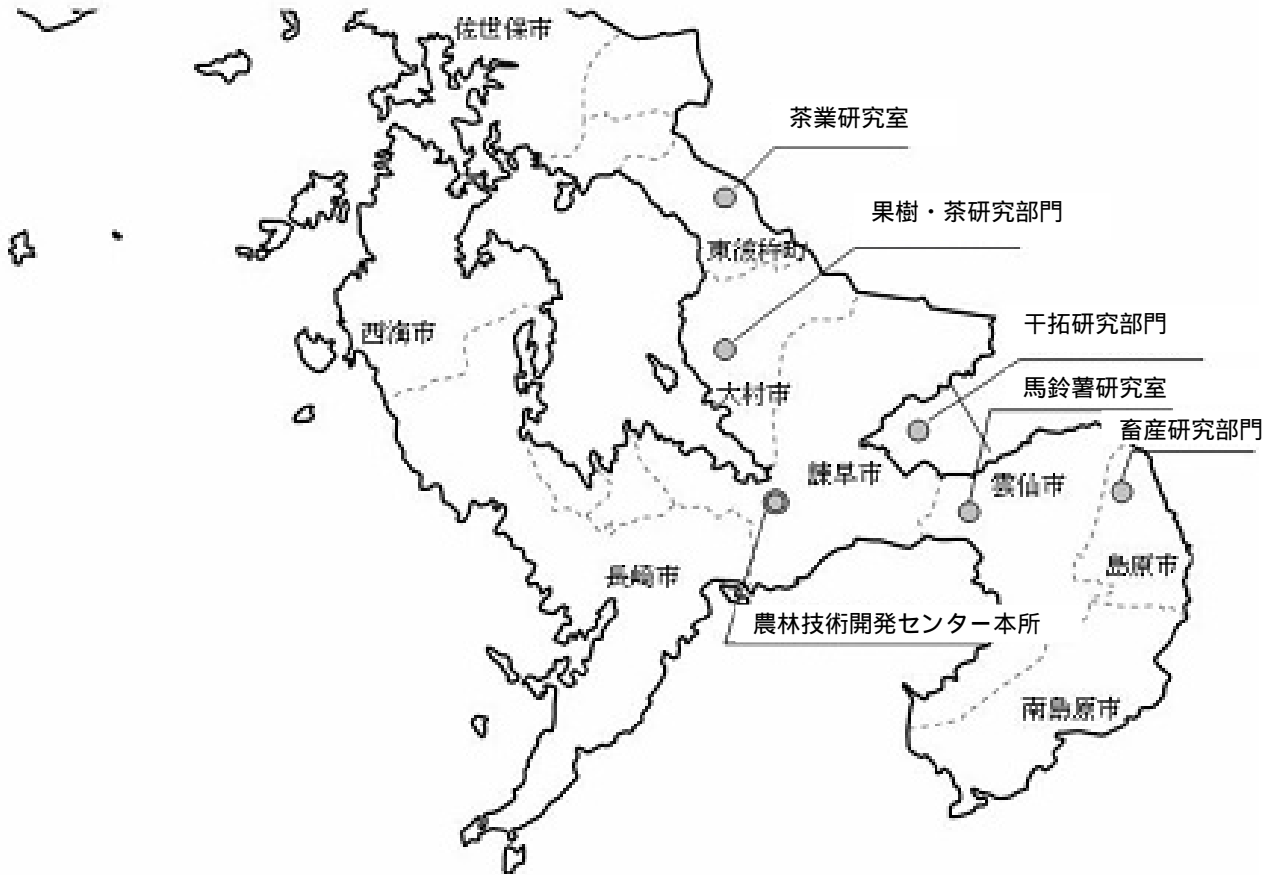 佐世保市
茶業研究室
果樹・茶研究部門
東彼杵町
干拓研究部門
西海市
馬鈴薯研究室
大村市
畜産研究部門
諫早市
雲仙市
島原市
長崎市
農林技術開発センター本所
南島原市